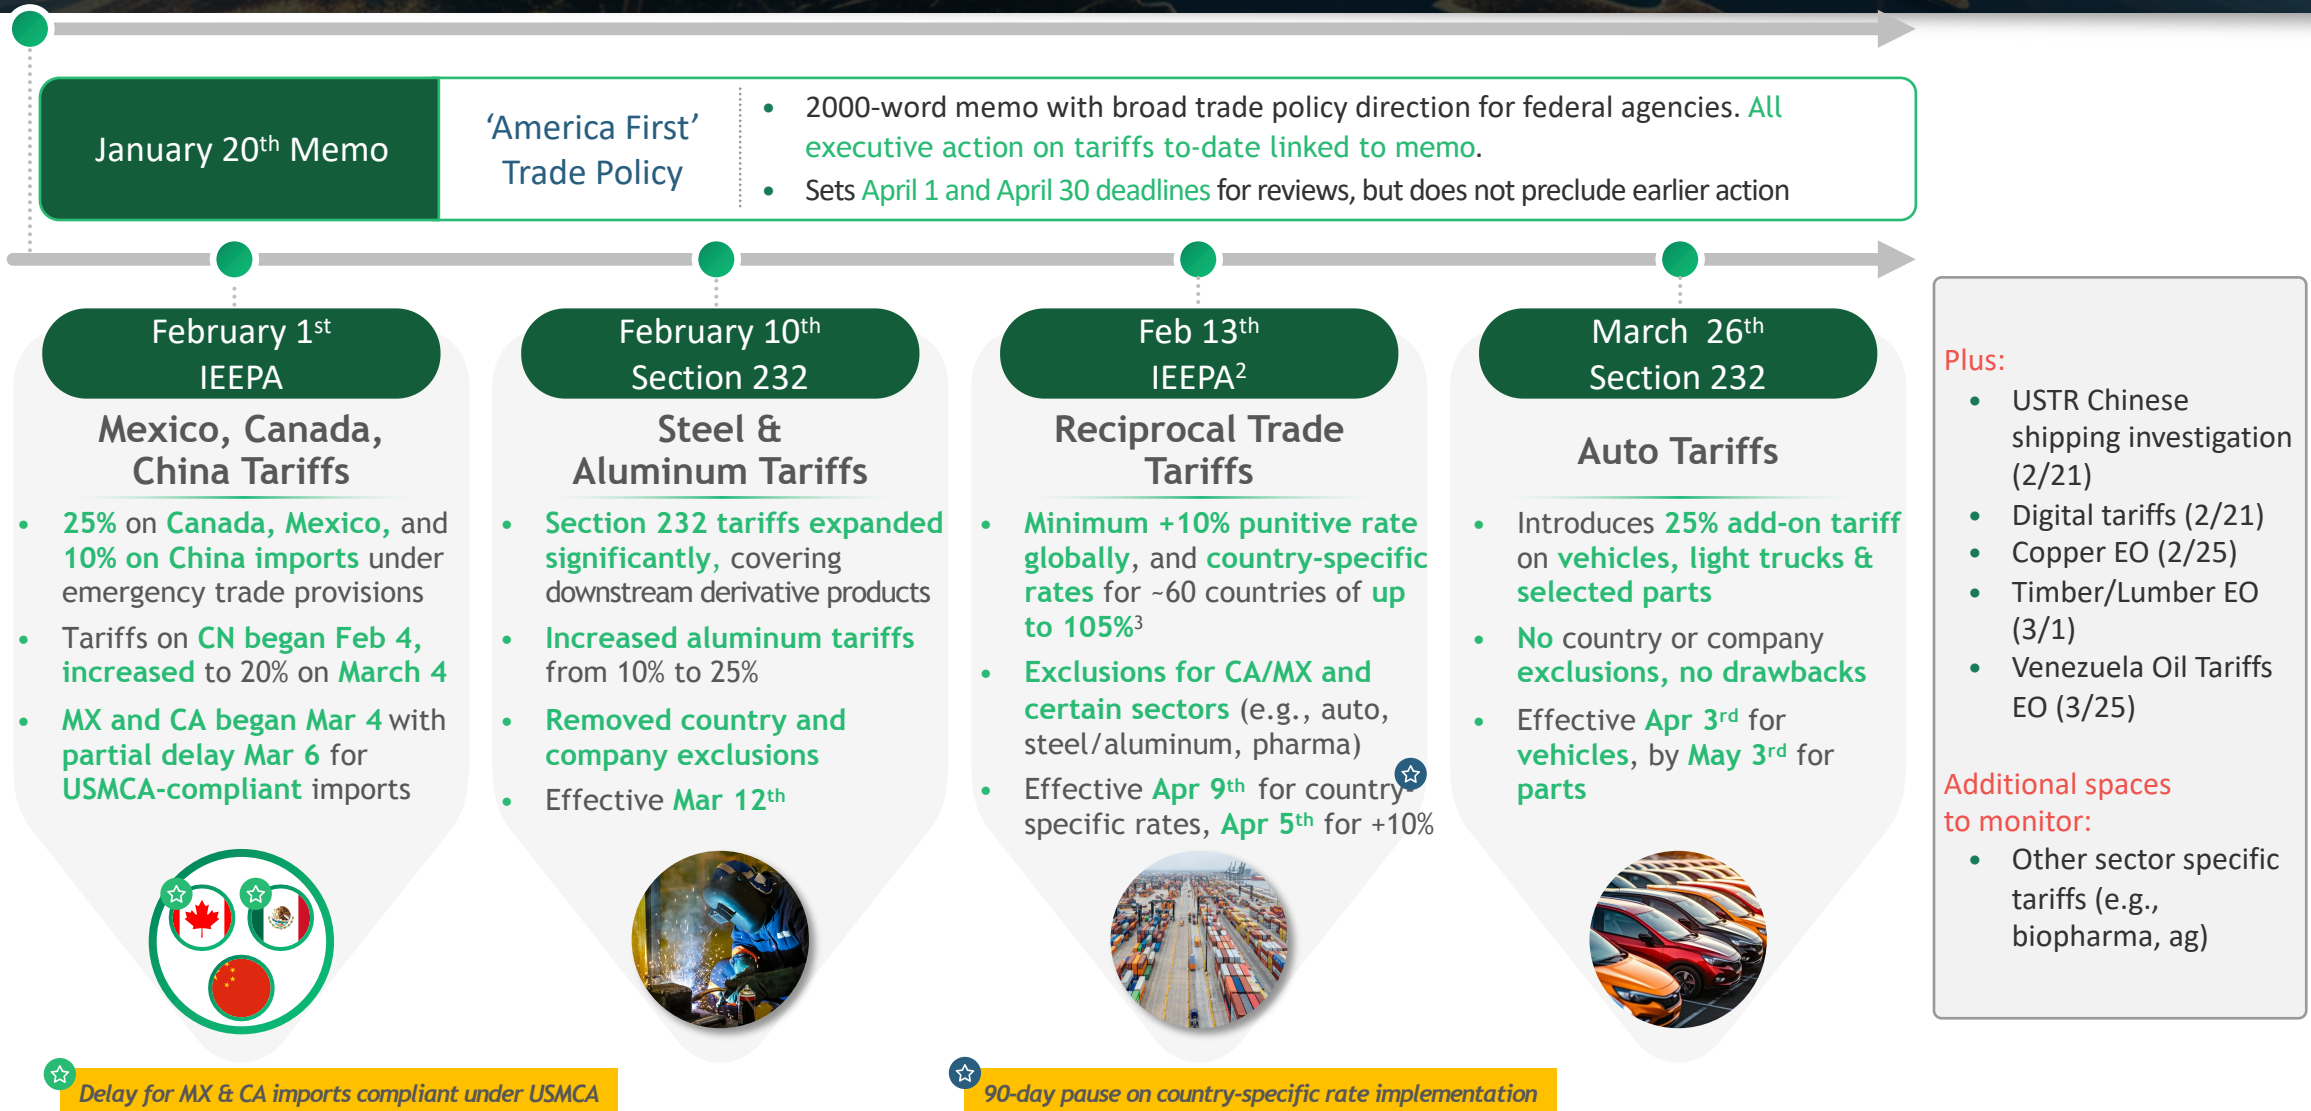 January 20th Memo
‘America First’
Trade Policy
• 2000-word memo with broad trade policy direction for federal agencies. All
executive action on tariffs to-date linked to memo.
• Sets April 1 and April 30 deadlines for reviews, but does not preclude earlier action
February 1st
IEEPA
Mexico, Canada,
China Tariffs
• 25% on Canada, Mexico, and
10% on China imports under
emergency trade provisions
• Tariffs on CN began Feb 4,
increased to 20% on March 4
• MX and CA began Mar 4 with
partial delay Mar 6 for
USMCA-compliant imports
February 10th
Section 232
Steel &
Aluminum Tariffs
• Section 232 tariffs expanded
significantly, covering
downstream derivative products
• Increased aluminum tariffs
from 10% to 25%
• Removed country and
company exclusions
• Effective Mar 12th
Feb 13th
IEEPA2
Reciprocal Trade
Tariffs
• Minimum +10% punitive rate
globally, and country-specific
rates for ~60 countries of up
to 105%3
• Exclusions for CA/MX and
certain sectors (e.g., auto,
steel/aluminum, pharma)
• Effective Apr 9th for country-
specific rates, Apr 5th for +10%
March 26th
Section 232
Auto Tariffs
• Introduces 25% add-on tariff
on vehicles, light trucks &
selected parts
• No country or company
exclusions, no drawbacks
• Effective Apr 3rd for
vehicles, by May 3rd for
parts
Plus:
• USTR Chinese
shipping investigation
(2/21)
• Digital tariffs (2/21)
• Copper EO (2/25)
• Timber/Lumber EO
(3/1)
• Venezuela Oil Tariffs
EO (3/25)
Additional spaces
to monitor:
• Other sector specific
tariffs (e.g.,
biopharma, ag)
Delay for MX & CA imports compliant under USMCA
90-day pause on country-specific rate implementation